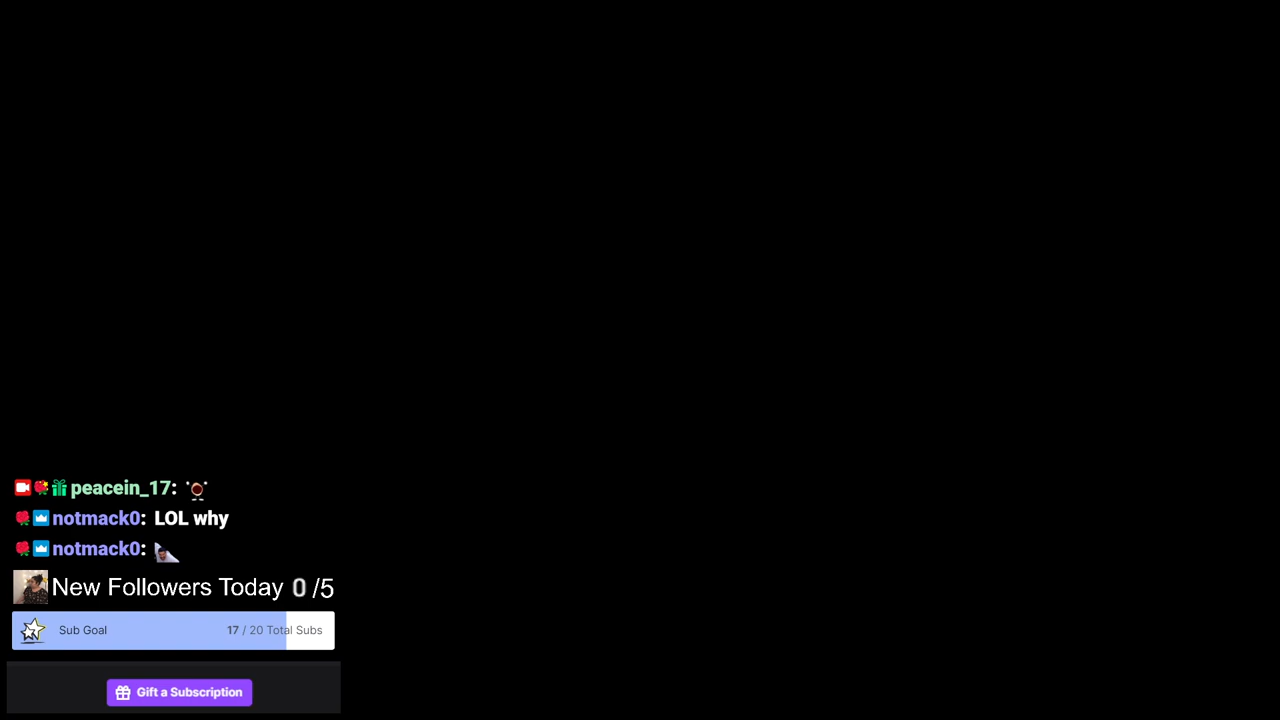 peacein_17:
notmack0: LOL why
notmack0:
New Followers Today 0 /5
Sub Goal 17 / 20 Total Subs
Gift a Subscription